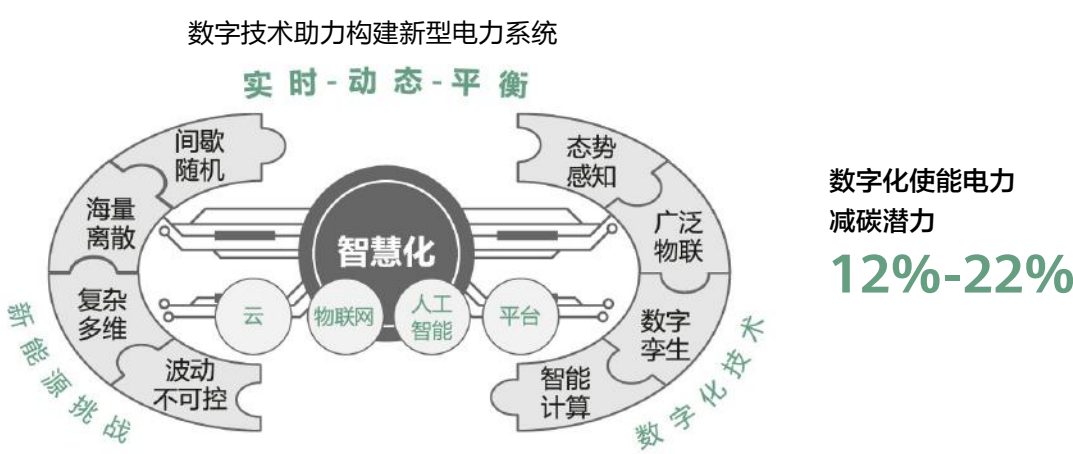 数字技术助力构建新型电力系统
实时-动态-平衡
间歇
随机
海量
离散
复杂
多维
波动
不可控
新能源挑战
智慧化
云
物联网
人工
智能
平台
态势
感知
广泛
物联
数字
孪生
智能
计算
数字化技术
数字化使能电力
减碳潜力
12%-22%